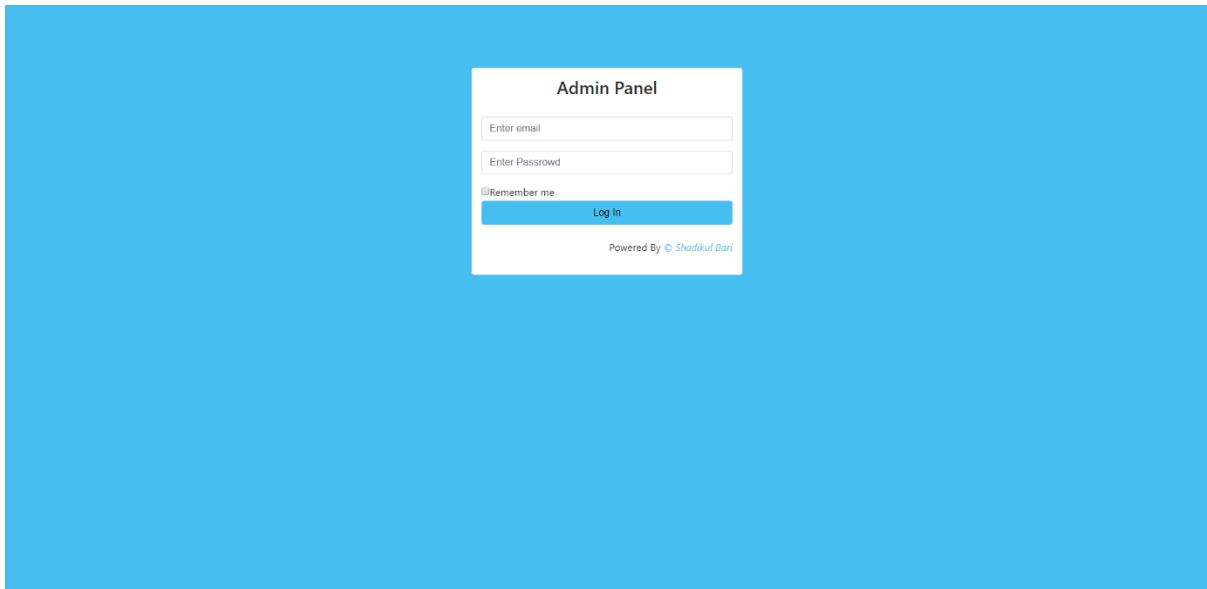 Admin Panel
Enter email
Enter Passrowd
Remember me
Log In
Powered By © Shadikul Bari